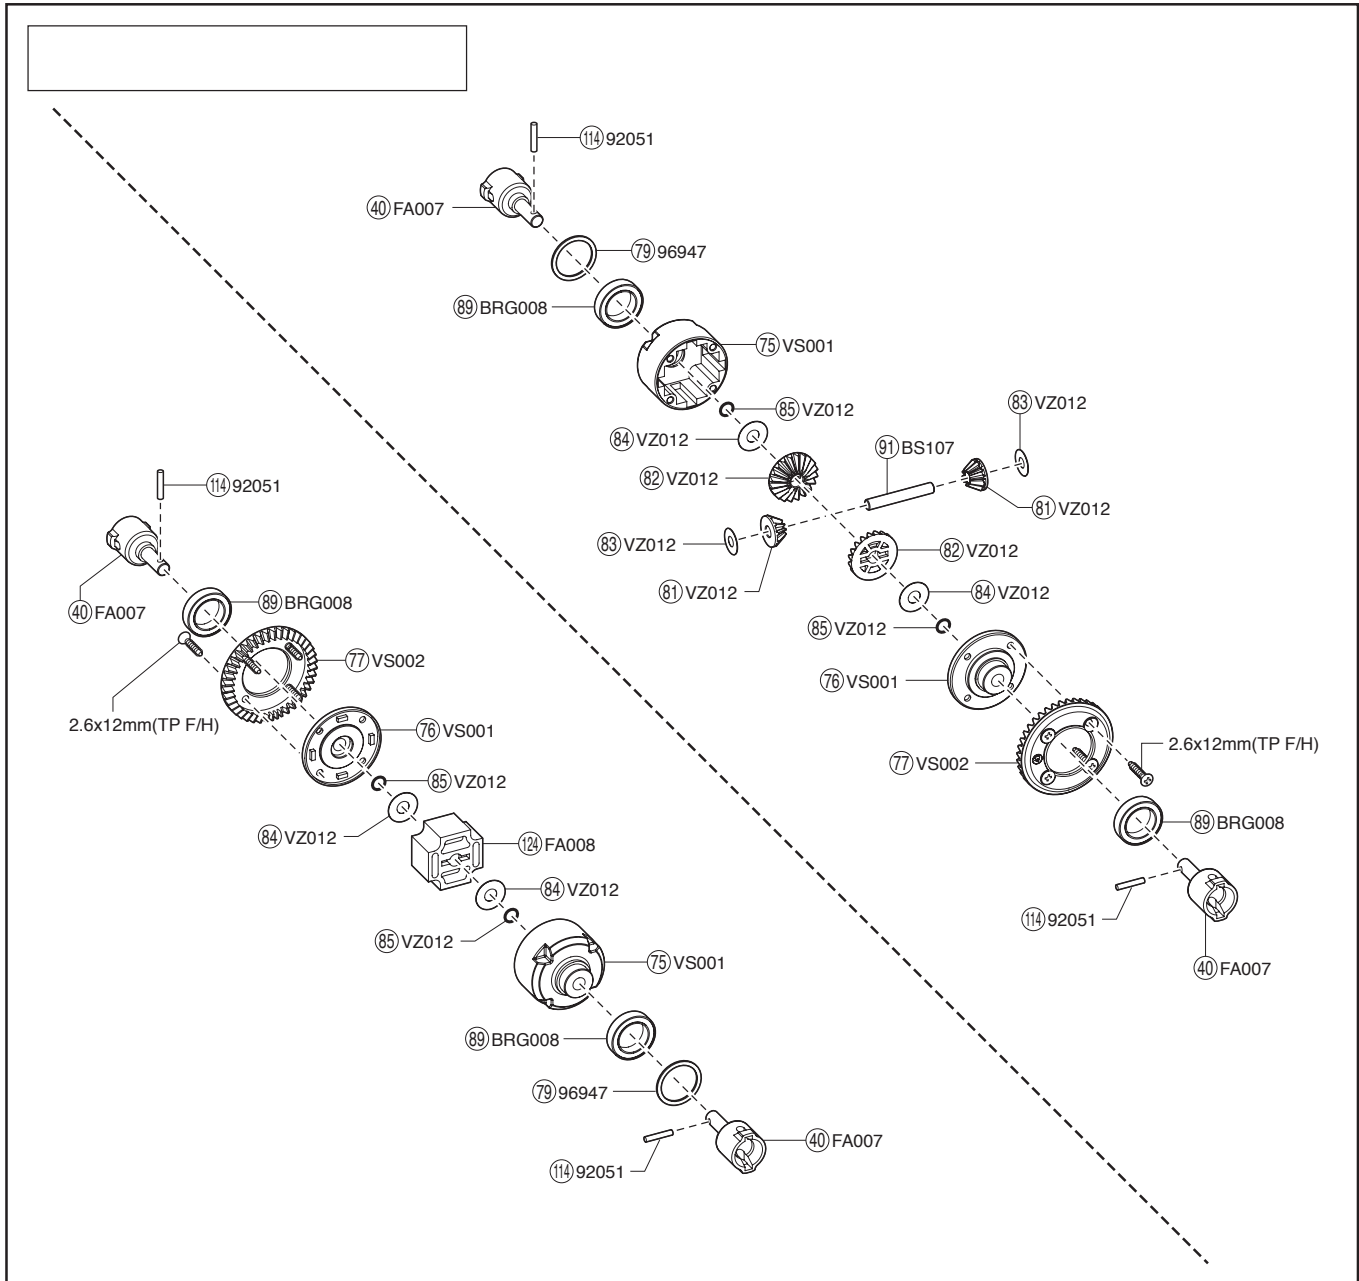 114 92051
40 FA007
79 96947
89 BRG008
75 VS001
85 VZ012
83 VZ012
84 VZ012
91 BS107
82 VZ012
81 VZ012
83 VZ012
82 VZ012
81 VZ012
84 VZ012
85 VZ012
76 VS001
77 VS002
2.6x12mm(TP F/H)
89 BRG008
114 92051
40 FA007
114 92051
40 FA007
89 BRG008
77 VS002
2.6x12mm(TP F/H)
76 VS001
85 VZ012
84 VZ012
124 FA008
84 VZ012
85 VZ012
75 VS001
89 BRG008
79 96947
40 FA007
114 92051